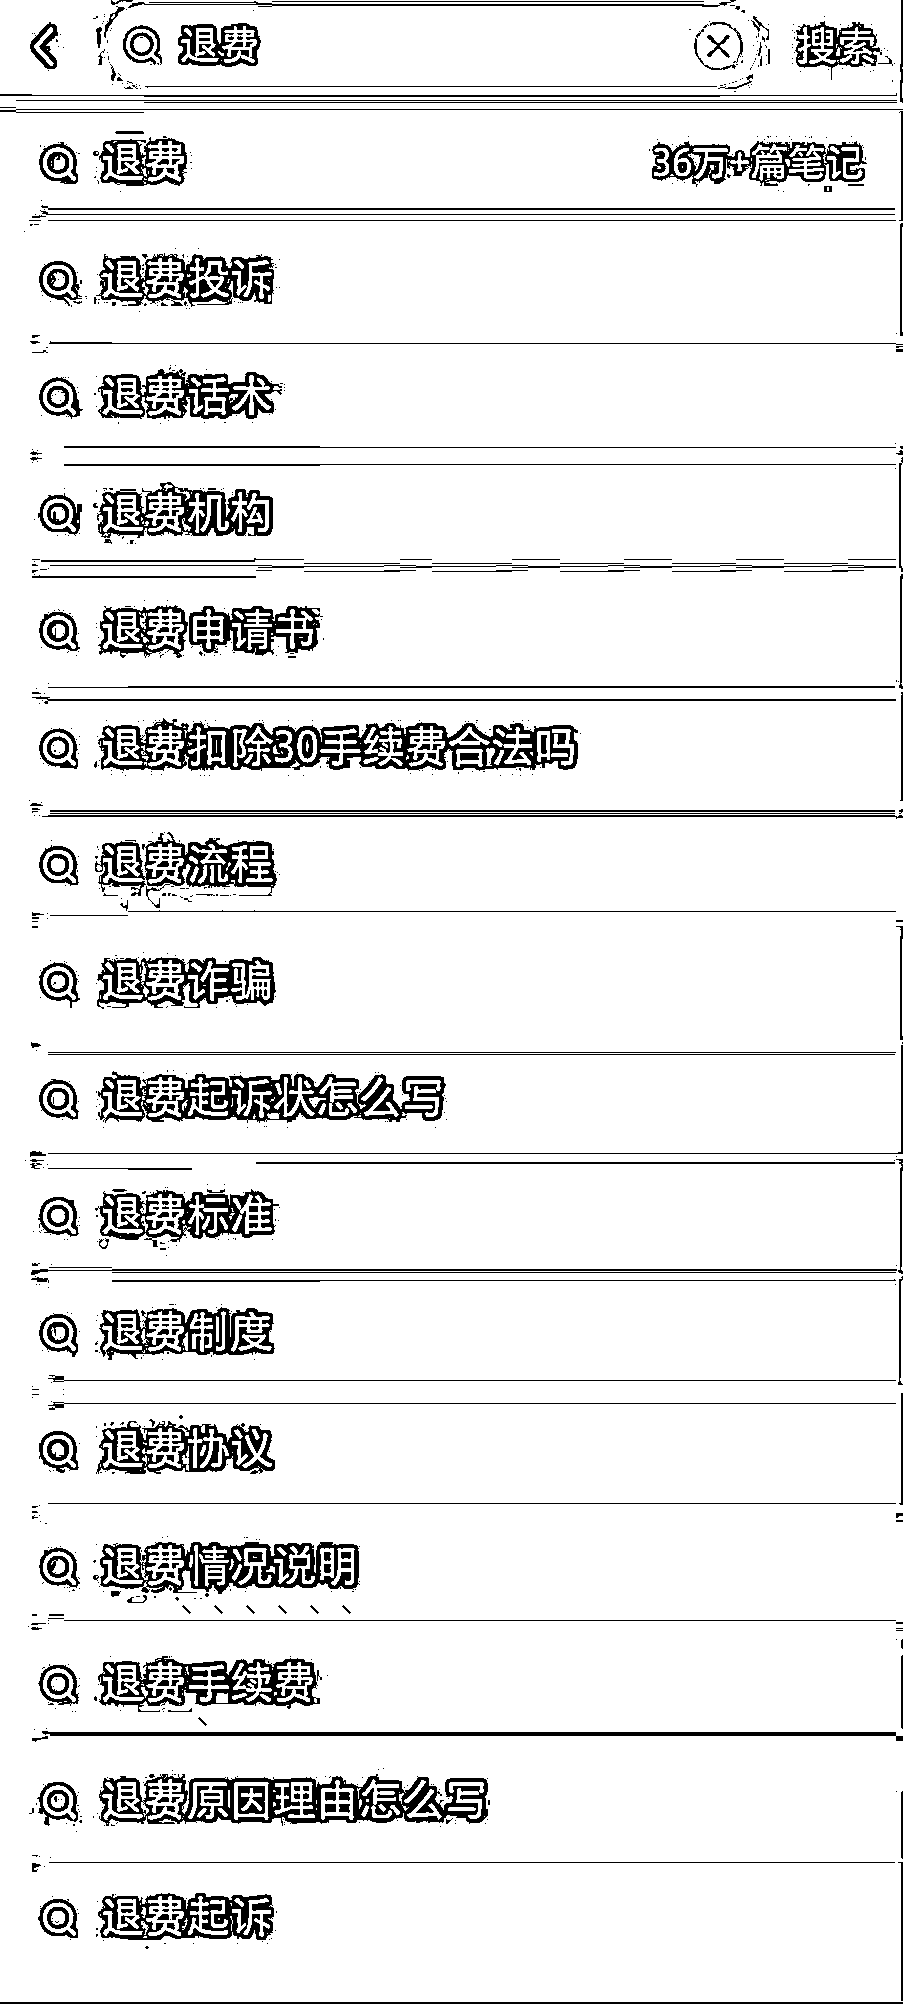 退费 搜索
退费 36万+篇笔记
退费投诉
退费话术
退费机构
退费申请书
退费扣除30手续费合法吗
退费流程
退费诈骗
退费起诉状怎么写
退费标准
退费制度
退费协议
退费情况说明
退费手续费
退费原因理由怎么写
退费起诉